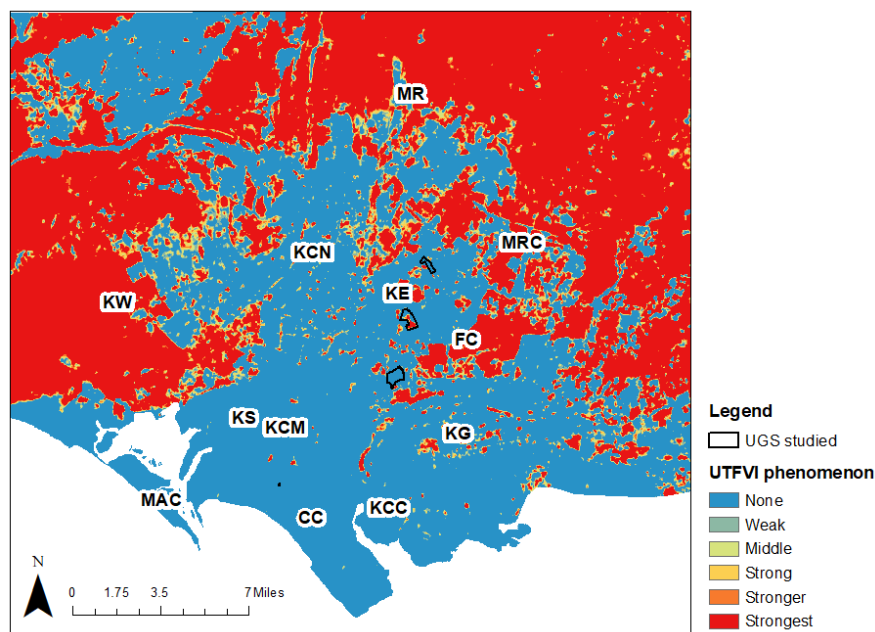 MR
MRC
KCN
KE
KW
FC
KS
KCM
KG
MAC
CC
KCC
N
0 1.75 3.5 7 Miles
Legend
UGS studied
UTFVI phenomenon
None
Weak
Middle
Strong
Stronger
Strongest